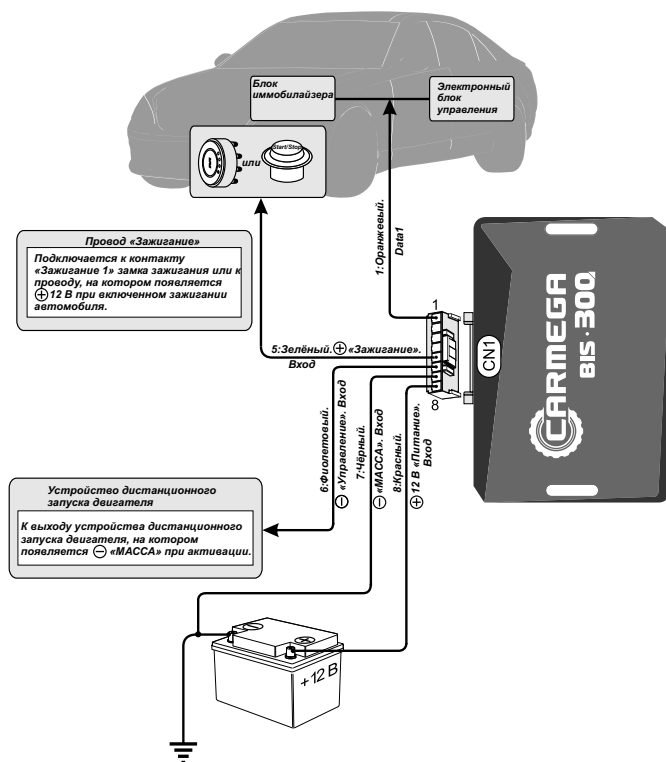 Блок
иммобилайзера
Электронный
блок
управления
Start/Stop
или
1:Оранжевый.
Data1
Провод «Зажигание»
Подключается к контакту
«Зажигание 1» замка зажигания или к
проводу, на котором появляется
⊕12 В при включенном зажигании
автомобиля.
1
5:Зелёный.⊕«Зажигание».
Вход
8
CN1
CARMEGA
BIS·300
6:Фиолетовый.
⊖ «Управление». Вход
7:Чёрный.
⊖ «МАССА». Вход
8:Красный.
⊕ 12 В «Питание».
Вход
Устройство дистанционного
запуска двигателя
К выходу устройства дистанционного
запуска двигателя, на котором
появляется ⊖ «МАССА» при активации.
+12 В